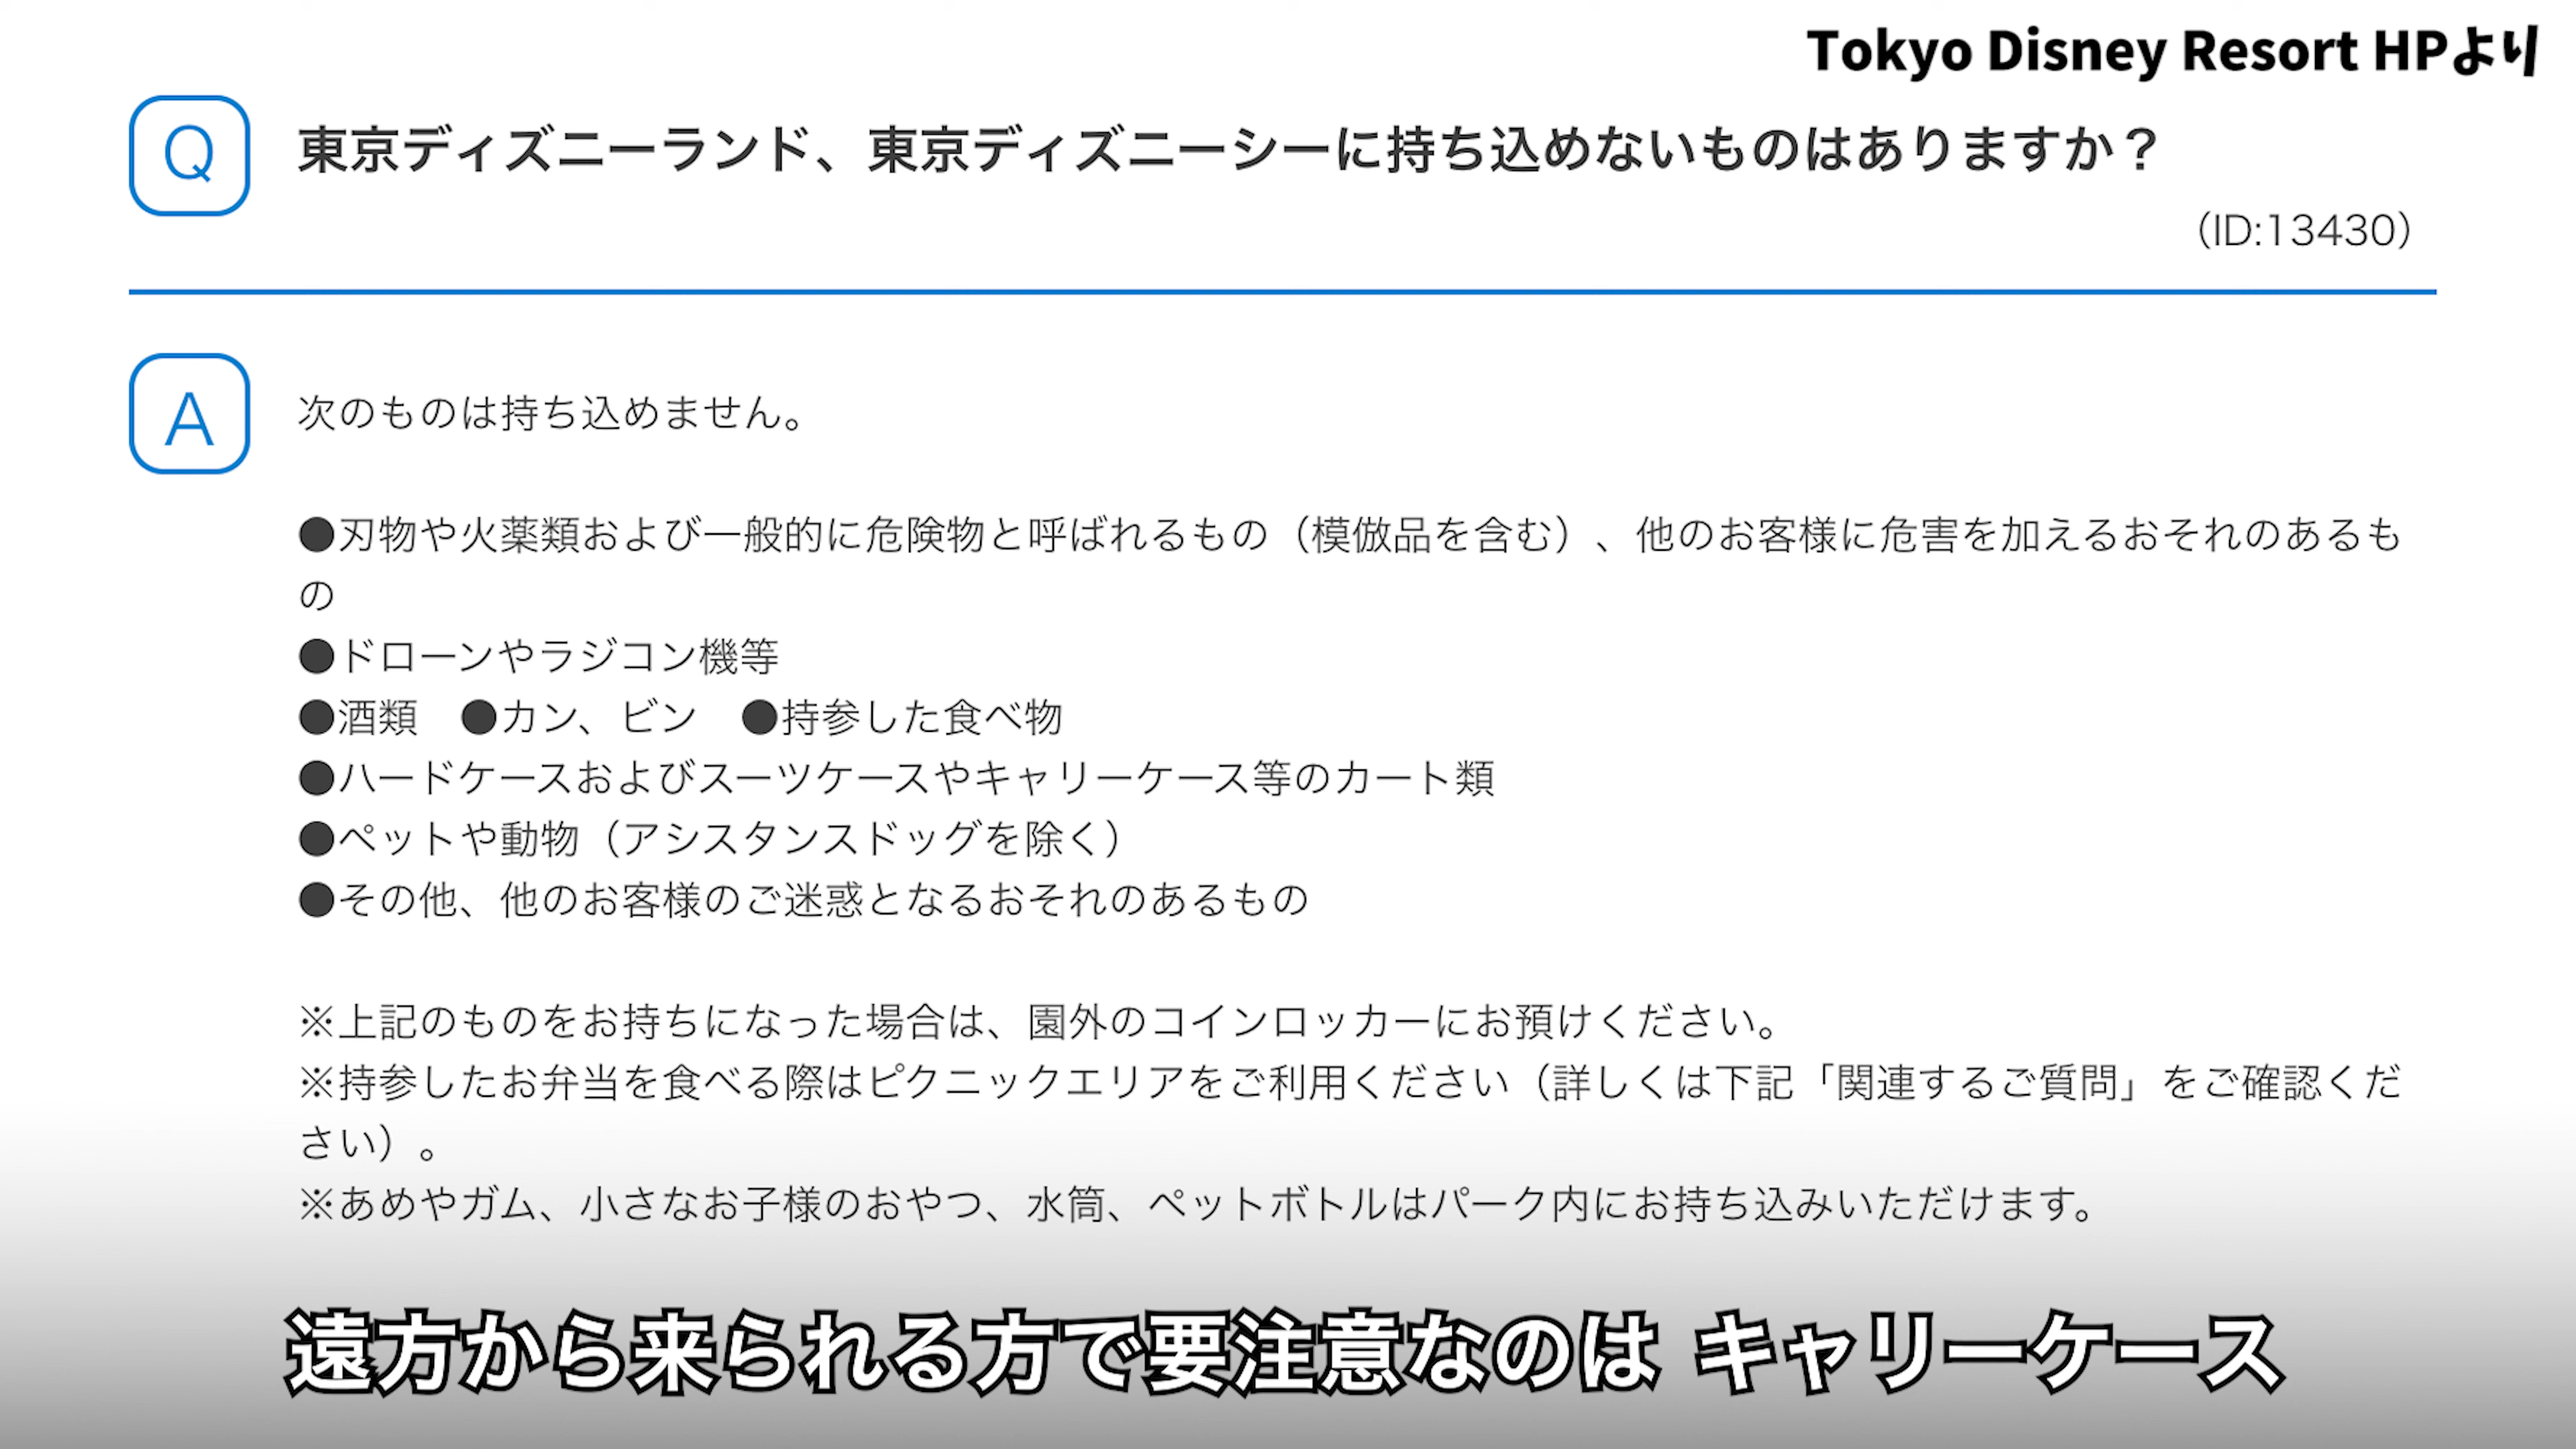 Tokyo Disney Resort HPより
Q 東京ディズニーランド、東京ディズニーシーに持ち込めないものはありますか？
（ID:13430）
A 次のものは持ち込めません。
●刃物や火薬類および一般的に危険物と呼ばれるもの（模倣品を含む）、他のお客様に危害を加えるおそれのあるも
の
●ドローンやラジコン機等
●酒類　●カン、ビン　●持参した食べ物
●ハードケースおよびスーツケースやキャリーケース等のカート類
●ペットや動物（アシスタンスドッグを除く）
●その他、他のお客様のご迷惑となるおそれのあるもの
※上記のものをお持ちになった場合は、園外のコインロッカーにお預けください。
※持参したお弁当を食べる際はピクニックエリアをご利用ください（詳しくは下記「関連するご質問」をご確認くだ
さい）。
※あめやガム、小さなお子様のおやつ、水筒、ペットボトルはパーク内にお持ち込みいただけます。
遠方から来られる方で要注意なのは キャリーケース